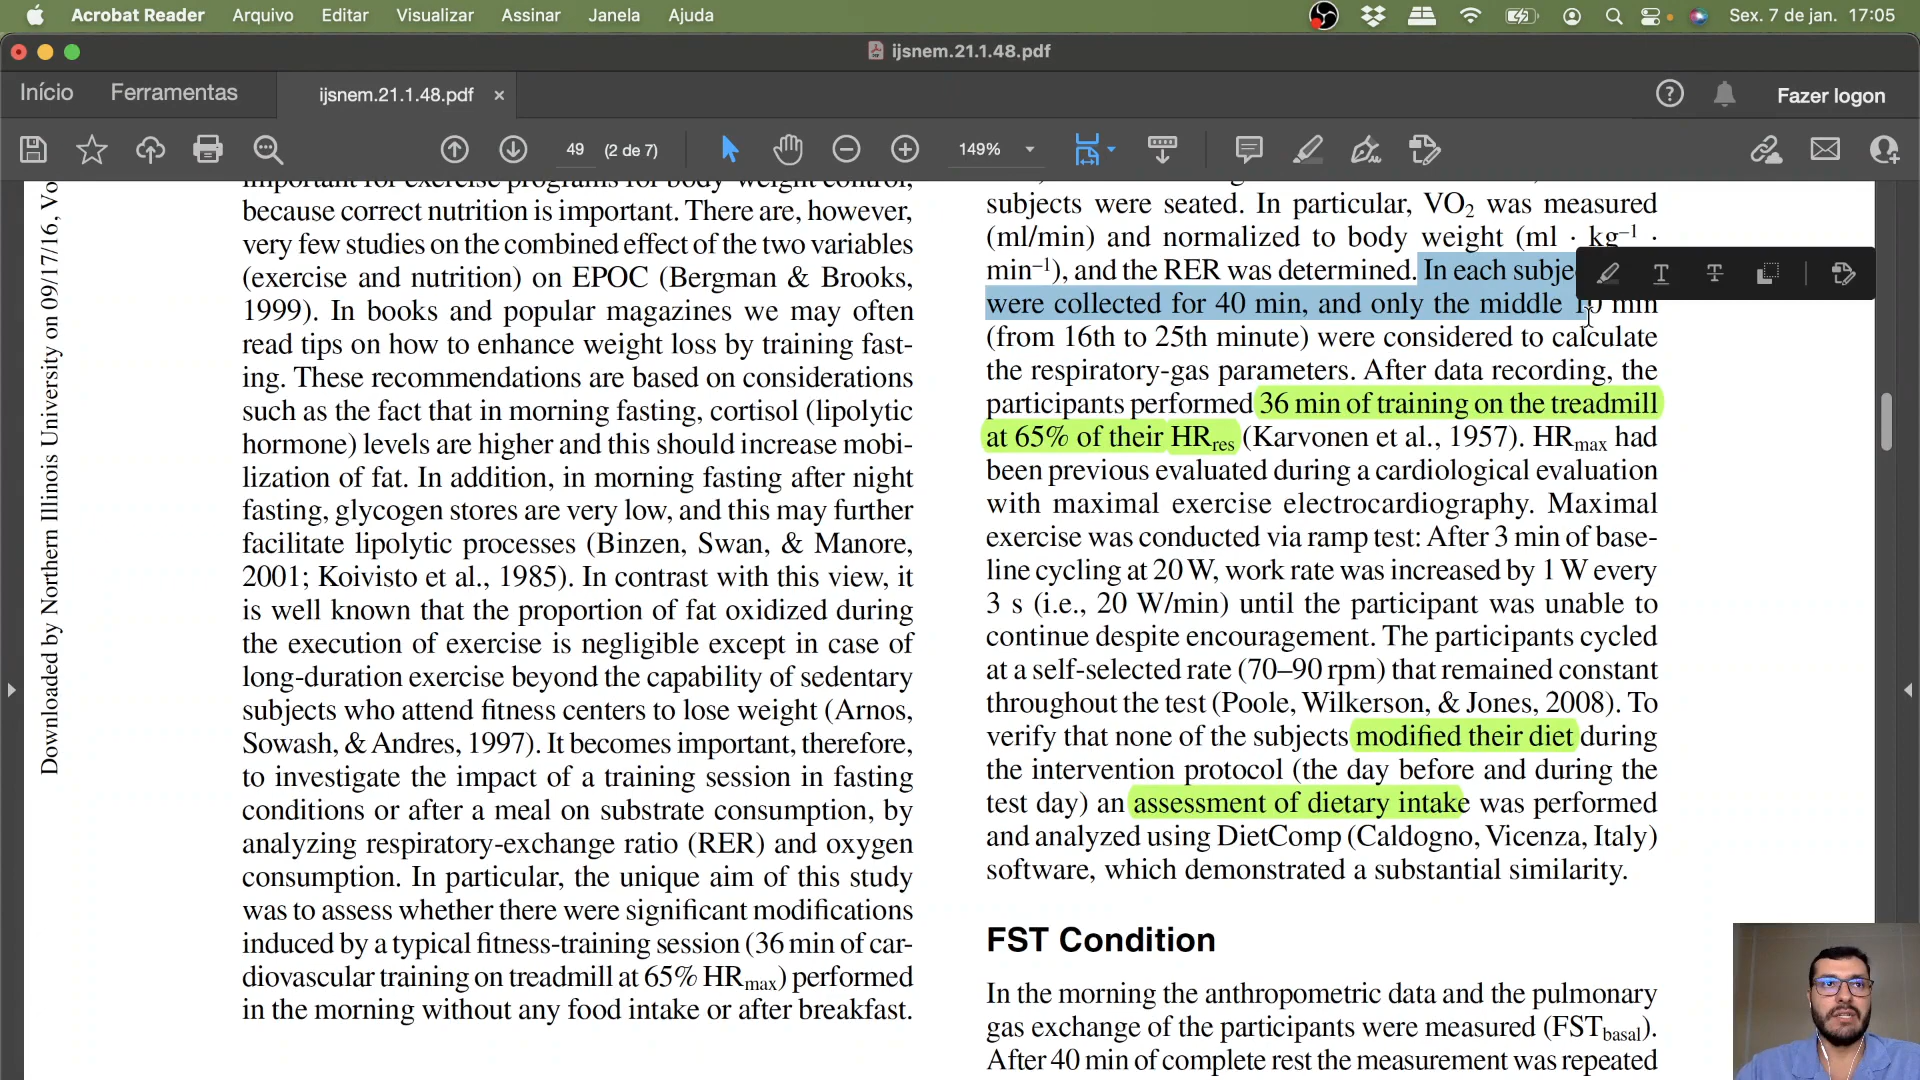 Acrobat Reader Arquivo Editar Visualizar Assinar Janela Ajuda Sex. 7 de jan. 17:05
ijsnem.21.1.48.pdf
Início Ferramentas ijsnem.21.1.48.pdf × Fazer logon
49 (2 de 7) 149%
Downloaded by Northern Illinois University on 09/17/16, Vo
important for exercise programs for body weight control,
because correct nutrition is important. There are, however,
very few studies on the combined effect of the two variables
(exercise and nutrition) on EPOC (Bergman & Brooks,
1999). In books and popular magazines we may often
read tips on how to enhance weight loss by training fast-
ing. These recommendations are based on considerations
such as the fact that in morning fasting, cortisol (lipolytic
hormone) levels are higher and this should increase mobi-
lization of fat. In addition, in morning fasting after night
fasting, glycogen stores are very low, and this may further
facilitate lipolytic processes (Binzen, Swan, & Manore,
2001; Koivisto et al., 1985). In contrast with this view, it
is well known that the proportion of fat oxidized during
the execution of exercise is negligible except in case of
long-duration exercise beyond the capability of sedentary
subjects who attend fitness centers to lose weight (Arnos,
Sowash, & Andres, 1997). It becomes important, therefore,
to investigate the impact of a training session in fasting
conditions or after a meal on substrate consumption, by
analyzing respiratory-exchange ratio (RER) and oxygen
consumption. In particular, the unique aim of this study
was to assess whether there were significant modifications
induced by a typical fitness-training session (36 min of car-
diovascular training on treadmill at 65% HRmax) performed
in the morning without any food intake or after breakfast.
subjects were seated. In particular, VO2 was measured
(ml/min) and normalized to body weight (ml · kg–1 ·
min–1), and the RER was determined. In each subje
were collected for 40 min, and only the middle 10 min
(from 16th to 25th minute) were considered to calculate
the respiratory-gas parameters. After data recording, the
participants performed 36 min of training on the treadmill
at 65% of their HRres (Karvonen et al., 1957). HRmax had
been previous evaluated during a cardiological evaluation
with maximal exercise electrocardiography. Maximal
exercise was conducted via ramp test: After 3 min of base-
line cycling at 20 W, work rate was increased by 1 W every
3 s (i.e., 20 W/min) until the participant was unable to
continue despite encouragement. The participants cycled
at a self-selected rate (70–90 rpm) that remained constant
throughout the test (Poole, Wilkerson, & Jones, 2008). To
verify that none of the subjects modified their diet during
the intervention protocol (the day before and during the
test day) an assessment of dietary intake was performed
and analyzed using DietComp (Caldogno, Vicenza, Italy)
software, which demonstrated a substantial similarity.
FST Condition
In the morning the anthropometric data and the pulmonary
gas exchange of the participants were measured (FSTbasal).
After 40 min of complete rest the measurement was repeated